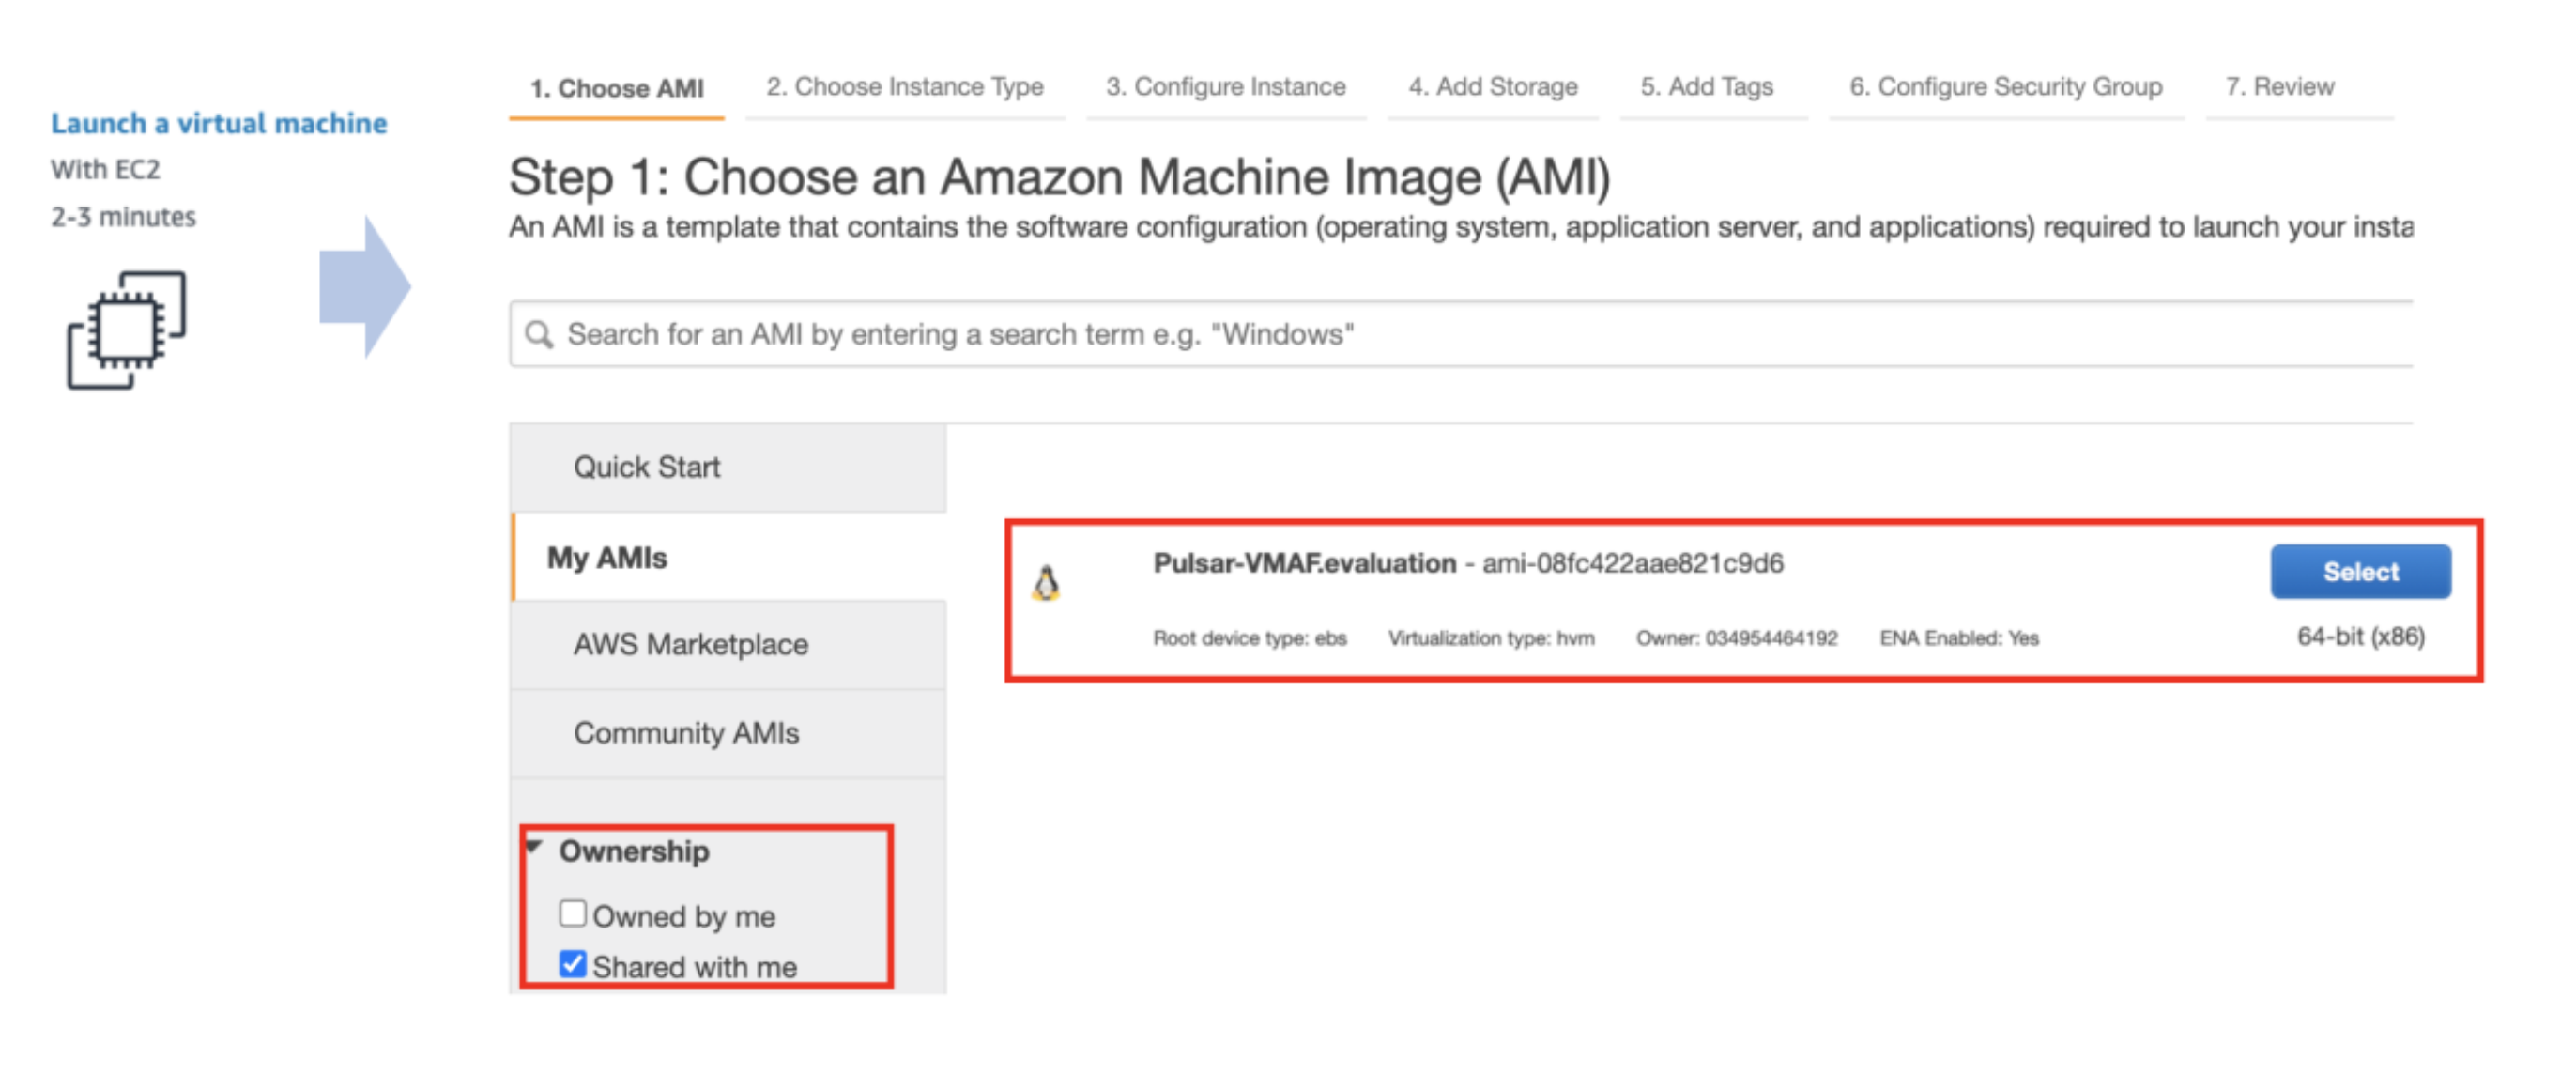 Launch a virtual machine
With EC2
2-3 minutes
1. Choose AMI 2. Choose Instance Type 3. Configure Instance 4. Add Storage 5. Add Tags 6. Configure Security Group 7. Review
Step 1: Choose an Amazon Machine Image (AMI)
An AMI is a template that contains the software configuration (operating system, application server, and applications) required to launch your insta
Search for an AMI by entering a search term e.g. "Windows"
Quick Start
My AMIs
AWS Marketplace
Community AMIs
Ownership
Owned by me
Shared with me
Pulsar-VMAF.evaluation - ami-08fc422aae821c9d6
Select
Root device type: ebs Virtualization type: hvm Owner: 034954464192 ENA Enabled: Yes
64-bit (x86)